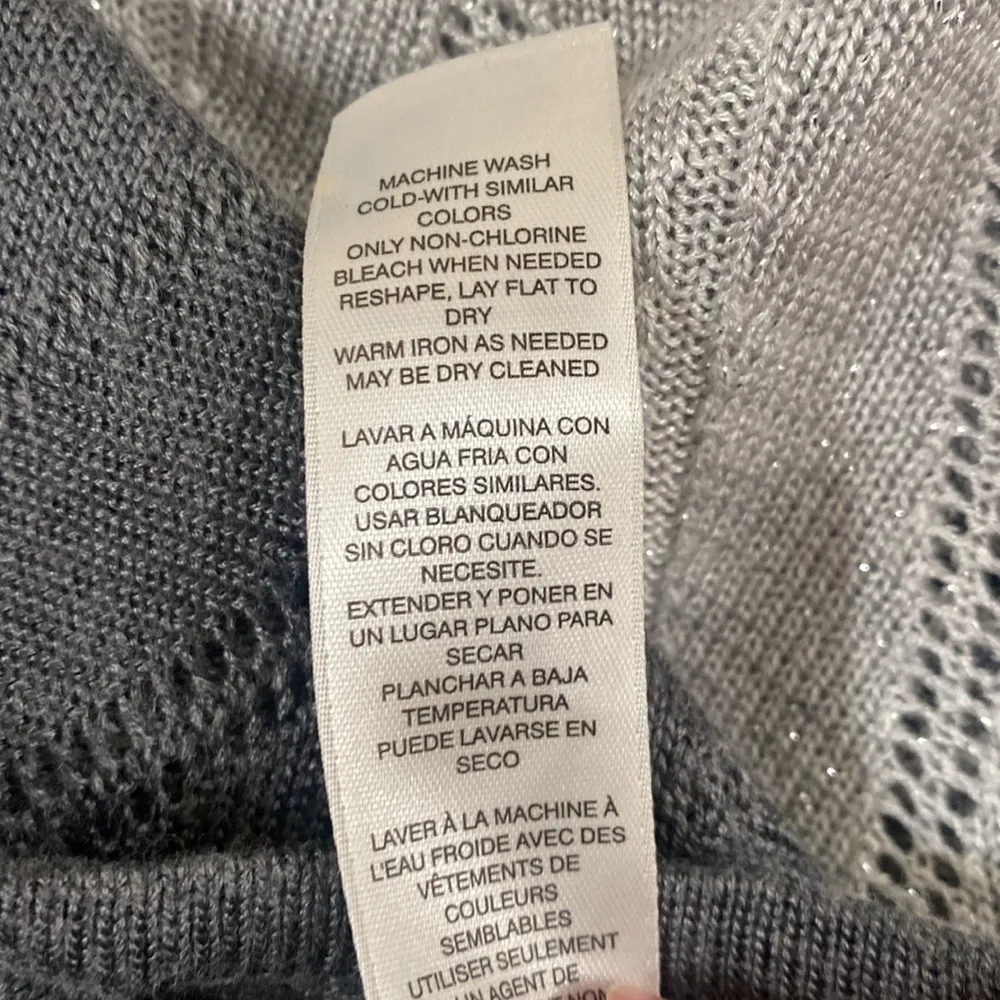 MACHINE WASH
COLD-WITH SIMILAR
COLORS
ONLY NON-CHLORINE
BLEACH WHEN NEEDED
RESHAPE, LAY FLAT TO
DRY
WARM IRON AS NEEDED
MAY BE DRY CLEANED
LAVAR A MÁQUINA CON
AGUA FRIA CON
COLORES SIMILARES.
USAR BLANQUEADOR
SIN CLORO CUANDO SE
NECESITE.
EXTENDER Y PONER EN
UN LUGAR PLANO PARA
SECAR
PLANCHAR A BAJA
TEMPERATURA
PUEDE LAVARSE EN
SECO
LAVER À LA MACHINE À
L'EAU FROIDE AVEC DES
VÊTEMENTS DE
COULEURS
SEMBLABLES
UTILISER SEULEMENT
UN AGENT DE